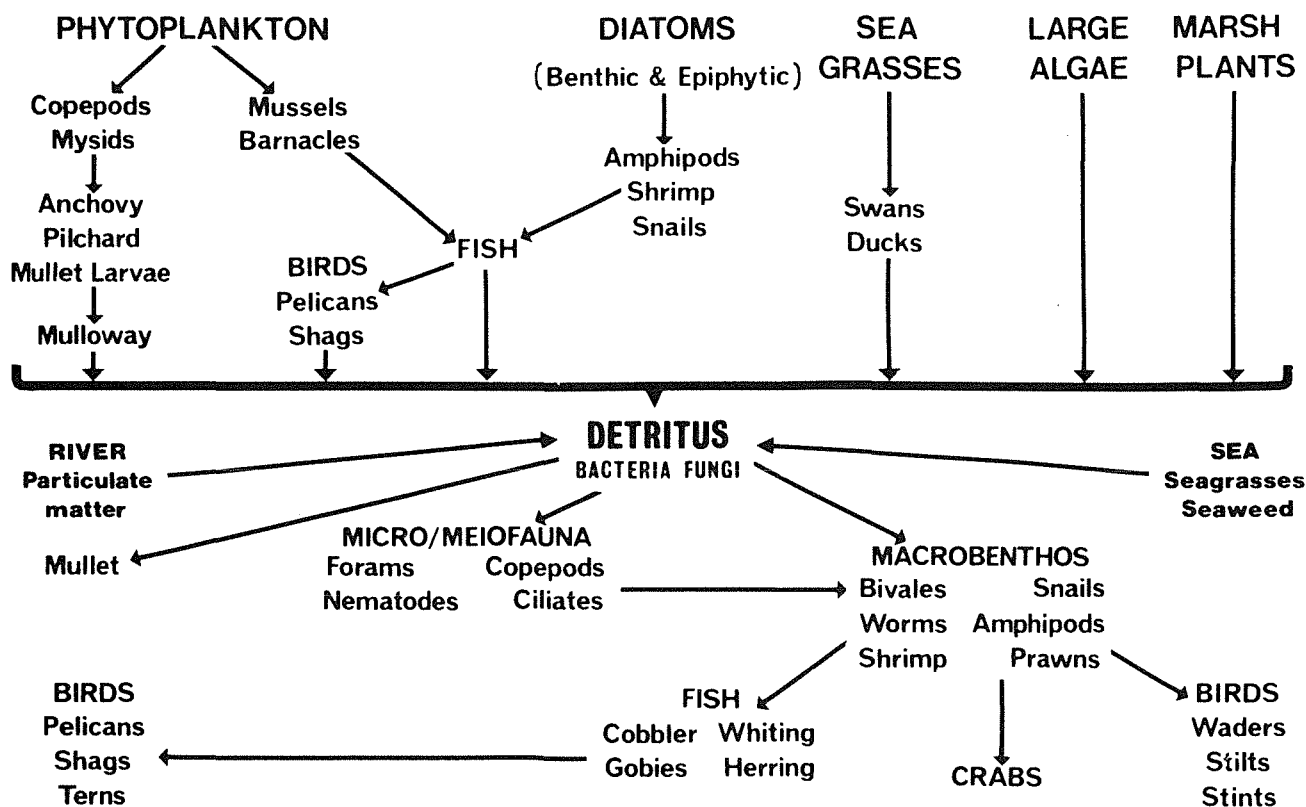 PHYTOPLANKTON
DIATOMS
(Benthic & Epiphytic)
SEA
GRASSES
LARGE
ALGAE
MARSH
PLANTS
Copepods
Mysids
Mussels
Barnacles
Amphipods
Shrimp
Snails
Anchovy
Pilchard
Mullet Larvae
Swans
Ducks
FISH
BIRDS
Pelicans
Shags
Mulloway
DETRITUS
BACTERIA FUNGI
RIVER
Particulate
matter
SEA
Seagrasses
Seaweed
Mullet
MICRO/MEIOFAUNA
Forams Copepods
Nematodes Ciliates
MACROBENTHOS
Bivales Snails
Worms Amphipods
Shrimp Prawns
BIRDS
Pelicans
Shags
Terns
FISH
Cobbler Whiting
Gobies Herring
CRABS
BIRDS
Waders
Stilts
Stints